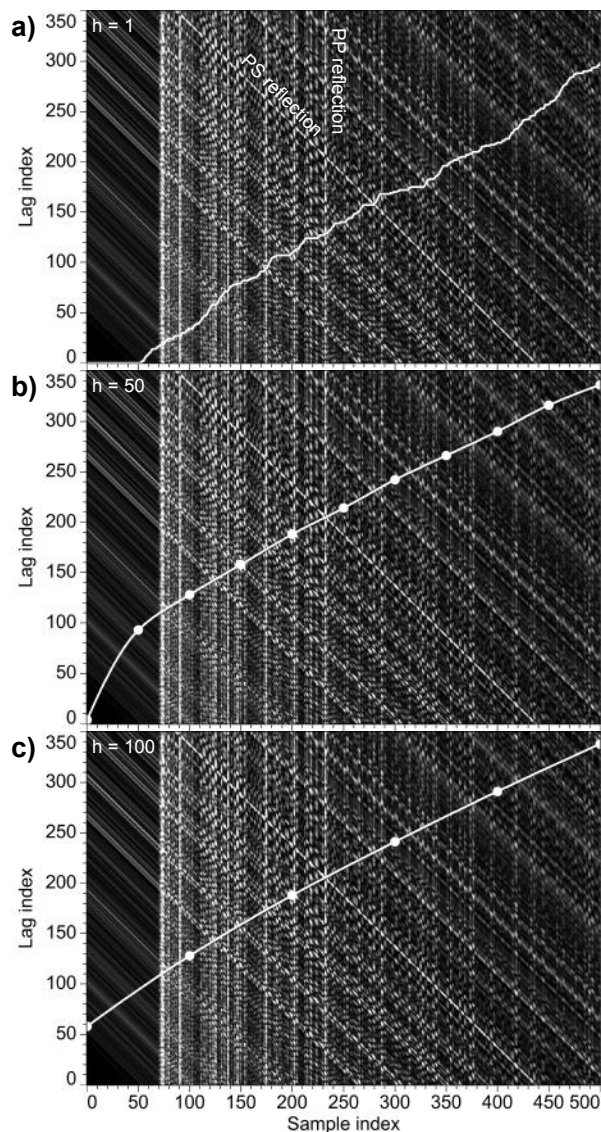 a)
h = 1
PS reflection
PP reflection
350
300
250
200
150
100
50
0
Lag index
b)
h = 50
350
300
250
200
150
100
50
0
Lag index
c)
h = 100
350
300
250
200
150
100
50
0
Lag index
0 50 100 150 200 250 300 350 400 450 500
Sample index